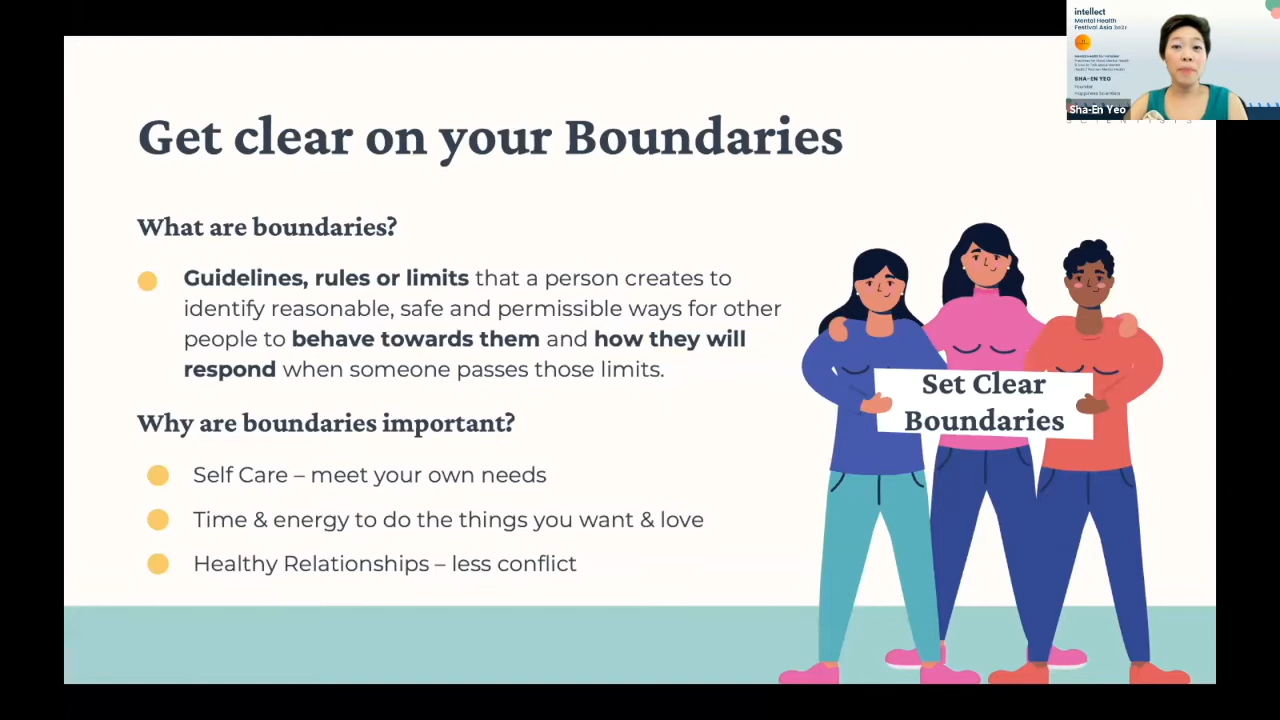 Get clear on your Boundaries
What are boundaries?
Guidelines, rules or limits that a person creates to
identify reasonable, safe and permissible ways for other
people to behave towards them and how they will
respond when someone passes those limits.
Why are boundaries important?
Self Care – meet your own needs
Time & energy to do the things you want & love
Healthy Relationships – less conflict
Set Clear
Boundaries
intellect
Mental Health
Festival Asia 2021
SHA-EN YEO
Founder
Happiness Scientists
Sha-En Yeo
SCIENTISTS